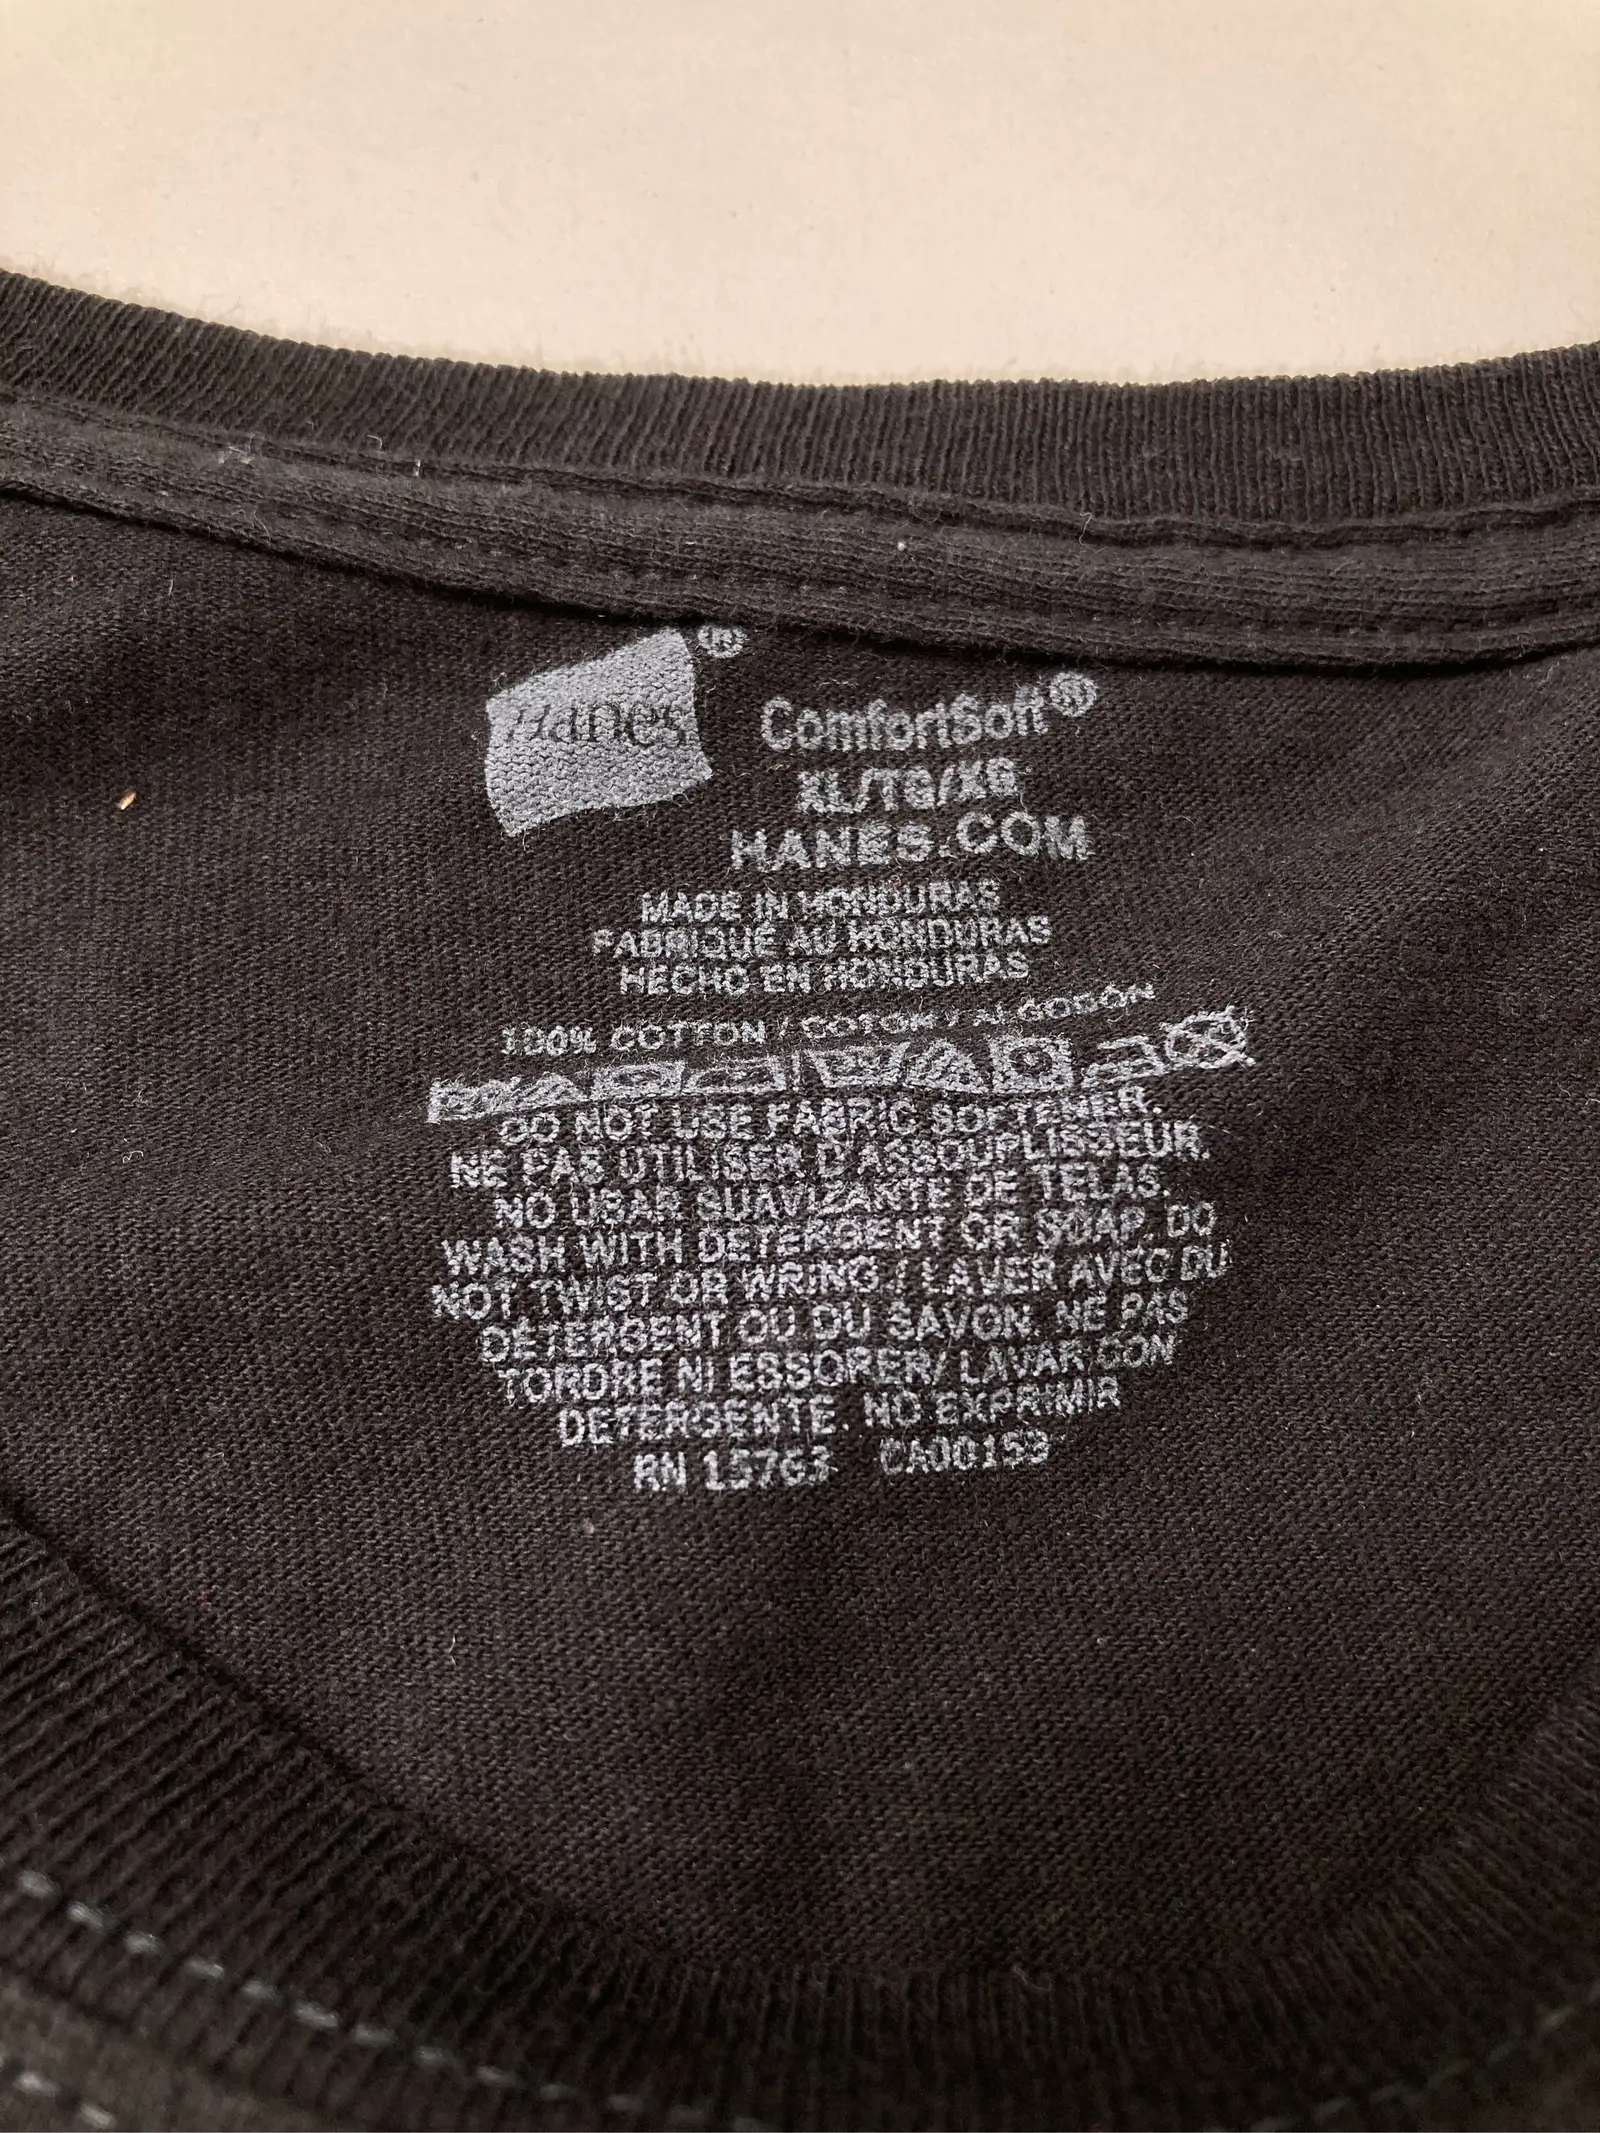 Hanes®
ComfortSoft®
XL/TG/XG
HANES.COM
MADE IN HONDURAS
FABRIQUÉ AU HONDURAS
HECHO EN HONDURAS
100% COTTON / COTON / ALGODÓN
DO NOT USE FABRIC SOFTENER.
NE PAS UTILISER D'ASSOUPLISSEUR.
NO USAR SUAVIZANTE DE TELAS.
WASH WITH DETERGENT OR SOAP. DO
NOT TWIST OR WRING / LAVER AVEC DU
DÉTERGENT OU DU SAVON. NE PAS
TORDRE NI ESSORER/ LAVAR CON
DETERGENTE. NO EXPRIMIR
RN 15763 CA00153